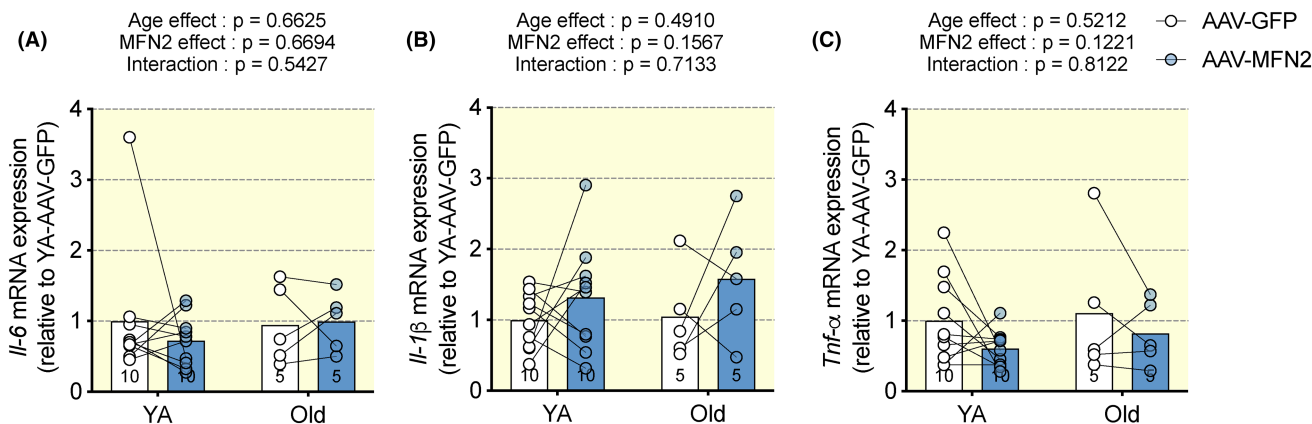 (A)
Age effect : p = 0.6625
MFN2 effect : p = 0.6694
Interaction : p = 0.5427
Il-6 mRNA expression
(relative to YA-AAV-GFP)
4
3
2
1
0
10
10
5
5
YA
Old
(B)
Age effect : p = 0.4910
MFN2 effect : p = 0.1567
Interaction : p = 0.7133
Il-1β mRNA expression
(relative to YA-AAV-GFP)
4
3
2
1
0
10
10
5
5
YA
Old
(C)
Age effect : p = 0.5212
MFN2 effect : p = 0.1221
Interaction : p = 0.8122
Tnf-α mRNA expression
(relative to YA-AAV-GFP)
4
3
2
1
0
10
10
5
5
YA
Old
AAV-GFP
AAV-MFN2